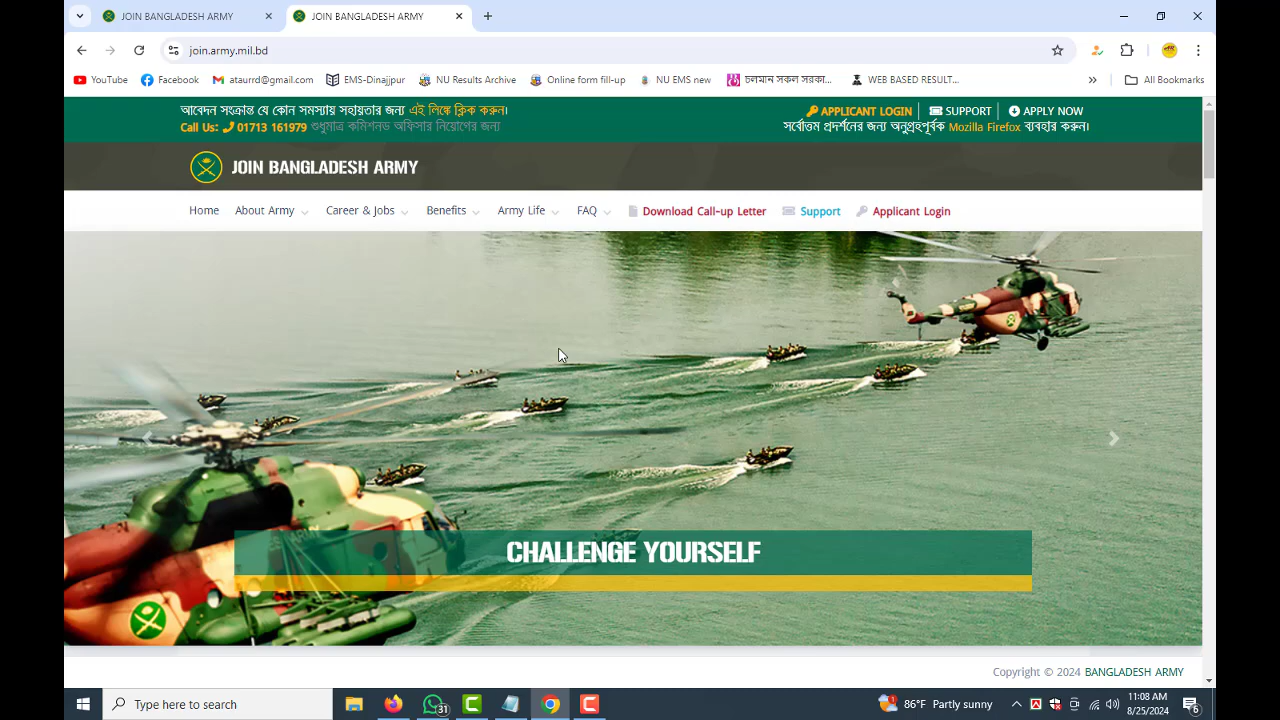 JOIN BANGLADESH ARMY
JOIN BANGLADESH ARMY
join.army.mil.bd
YouTube
Facebook
ataurrd@gmail.com
EMS-Dinajjpur
NU Results Archive
Online form fill-up
NU EMS new
চলমান সকল সরকা...
WEB BASED RESULT...
All Bookmarks
আবেদন সংক্রান্ত যে কোন সমস্যায় সহায়তার জন্য এই লিঙ্কে ক্লিক করুন।
APPLICANT LOGIN SUPPORT APPLY NOW
Call Us: 01713 161979 শুধুমাত্র কমিশনড অফিসার নিয়োগের জন্য
সর্বোত্তম প্রদর্শনের জন্য অনুগ্রহপূর্বক Mozilla Firefox ব্যবহার করুন।
JOIN BANGLADESH ARMY
Home About Army Career & Jobs Benefits Army Life FAQ Download Call-up Letter Support Applicant Login
CHALLENGE YOURSELF
Copyright © 2024 BANGLADESH ARMY
Type here to search
31
1
86°F Partly sunny
11:08 AM
8/25/2024
6